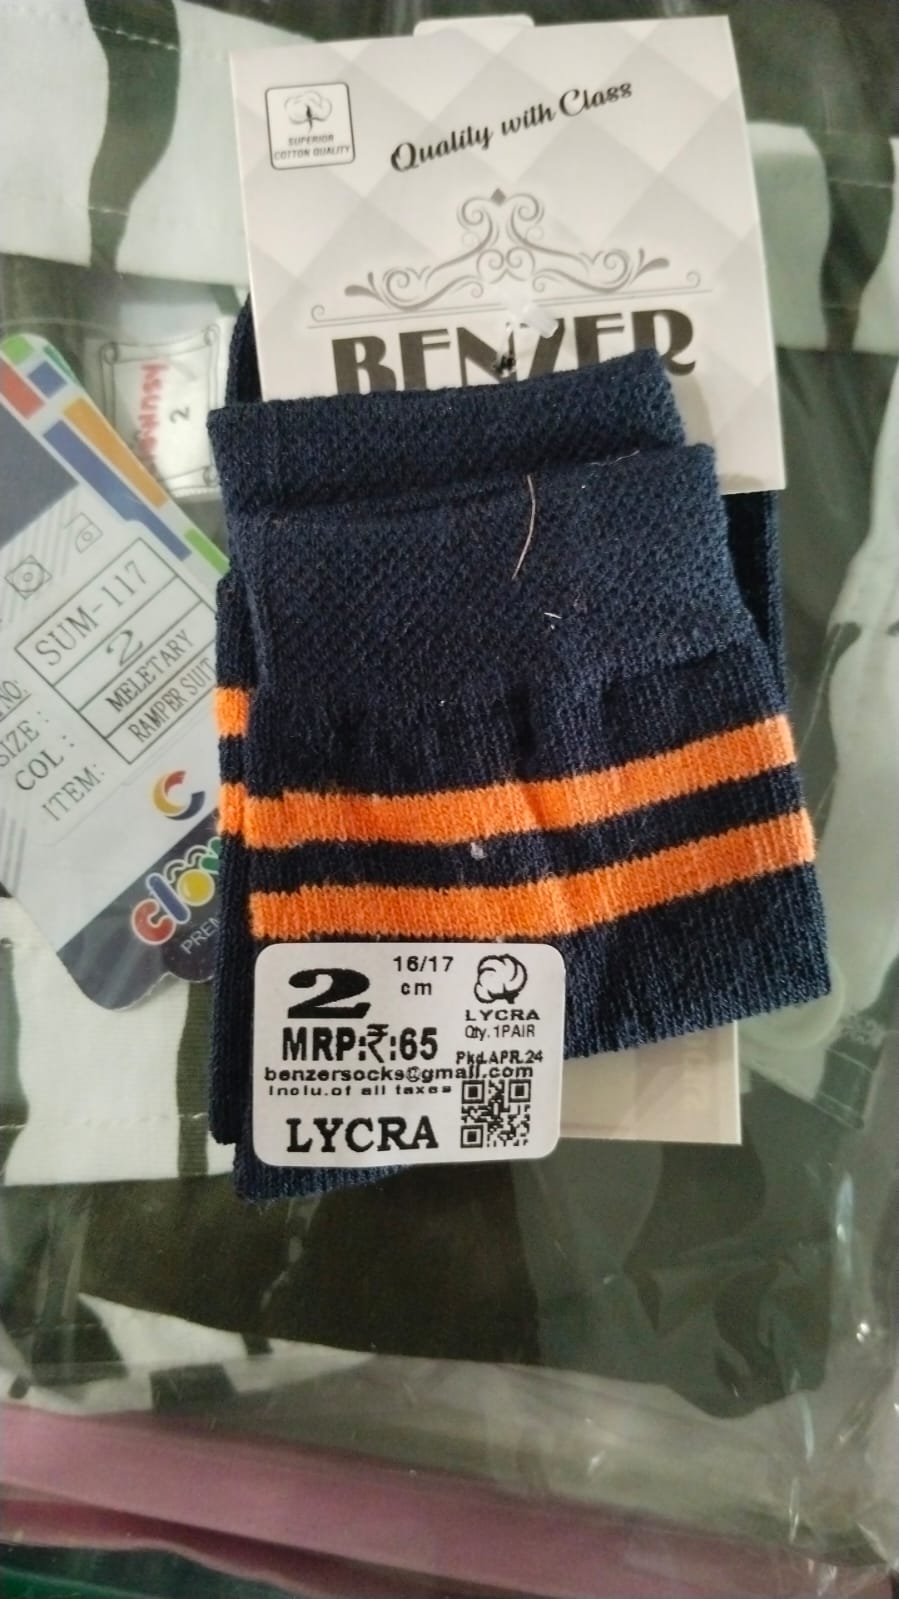 SUPERIOR
COTTON QUALITY
Quality with Class
BENZER
2
SUM-117
SIZE : 2
COL : MELETARY
ITEM: RAMPER SUIT
2
16/17
cm
LYCRA
Qty. 1PAIR
MRP:₹:65
Pkd.APR.24
benzersocks@gmail.com
Inclu.of all taxes
LYCRA